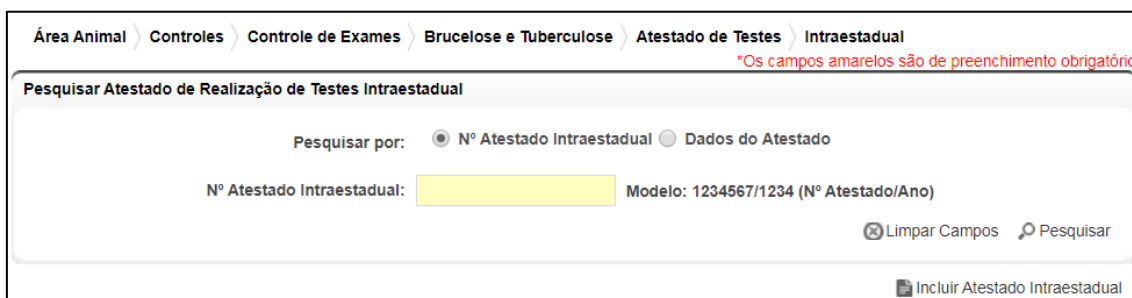 Área Animal Controles Controle de Exames Brucelose e Tuberculose Atestado de Testes Intraestadual
*Os campos amarelos são de preenchimento obrigatório
Pesquisar Atestado de Realização de Testes Intraestadual
Pesquisar por: Nº Atestado Intraestadual Dados do Atestado
Nº Atestado Intraestadual: Modelo: 1234567/1234 (Nº Atestado/Ano)
Limpar Campos Pesquisar
Incluir Atestado Intraestadual